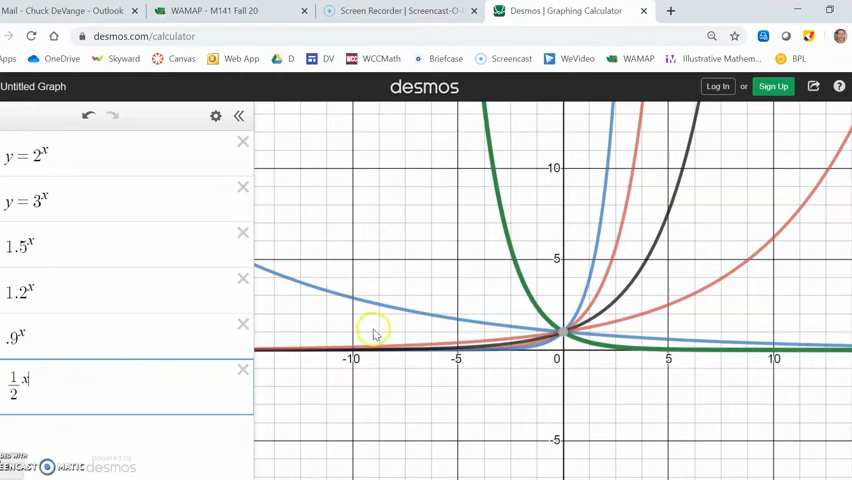 Mail - Chuck DeVange - Outlook
WAMAP - M141 Fall 20
Screen Recorder | Screencast-O-
Desmos | Graphing Calculator
desmos.com/calculator
Apps
OneDrive
Skyward
Canvas
Web App
DV
WCCMath
Briefcase
Screencast
WeVideo
WAMAP
Illustrative Mathem...
BPL
Untitled Graph
desmos
Log In or Sign Up
y = 2^x
y = 3^x
1.5^x
1.2^x
.9^x
1/2 x
10
5
-10 -5 0 5 10
-5
powered by
desmos